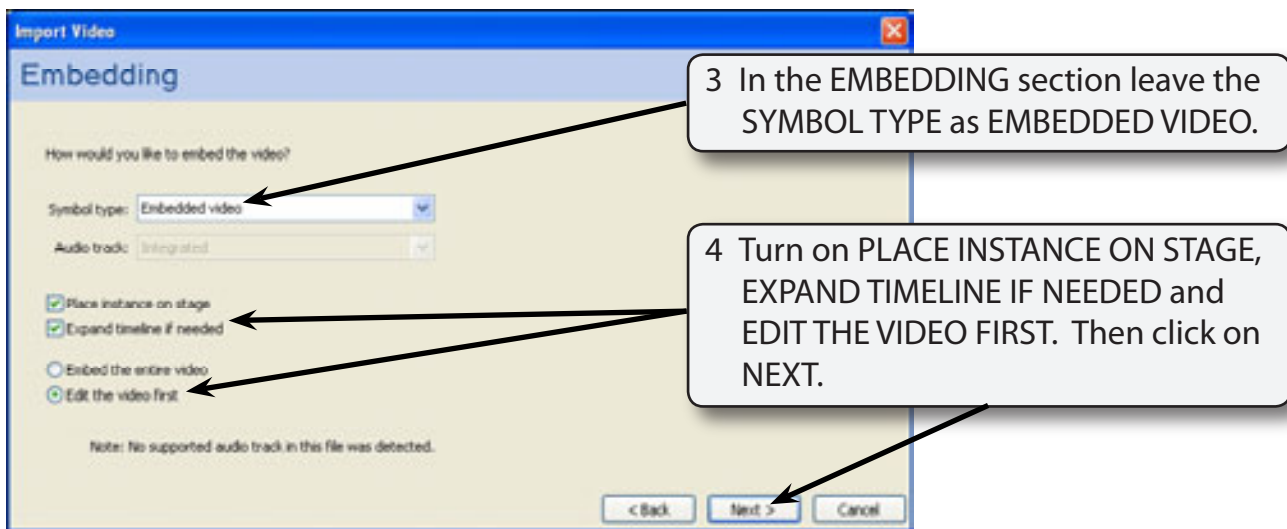 Import Video
Embedding
3 In the EMBEDDING section leave the
SYMBOL TYPE as EMBEDDED VIDEO.
How would you like to embed the video?
Symbol type: Embedded video
Audio track: Integrated
4 Turn on PLACE INSTANCE ON STAGE,
EXPAND TIMELINE IF NEEDED and
EDIT THE VIDEO FIRST. Then click on
NEXT.
Place instance on stage
Expand timeline if needed
Embed the entire video
Edit the video first
Note: No supported audio track in this file was detected.
< Back Next > Cancel